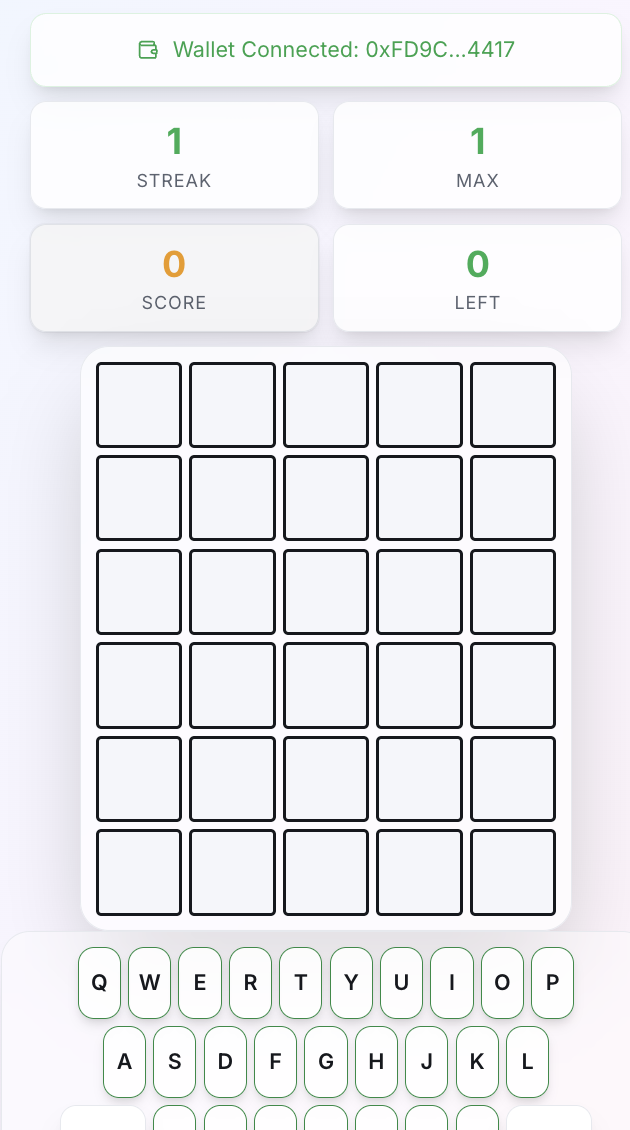 Wallet Connected: 0xFD9C...4417
1
STREAK
1
MAX
0
SCORE
0
LEFT
Q W E R T Y U I O P
A S D F G H J K L